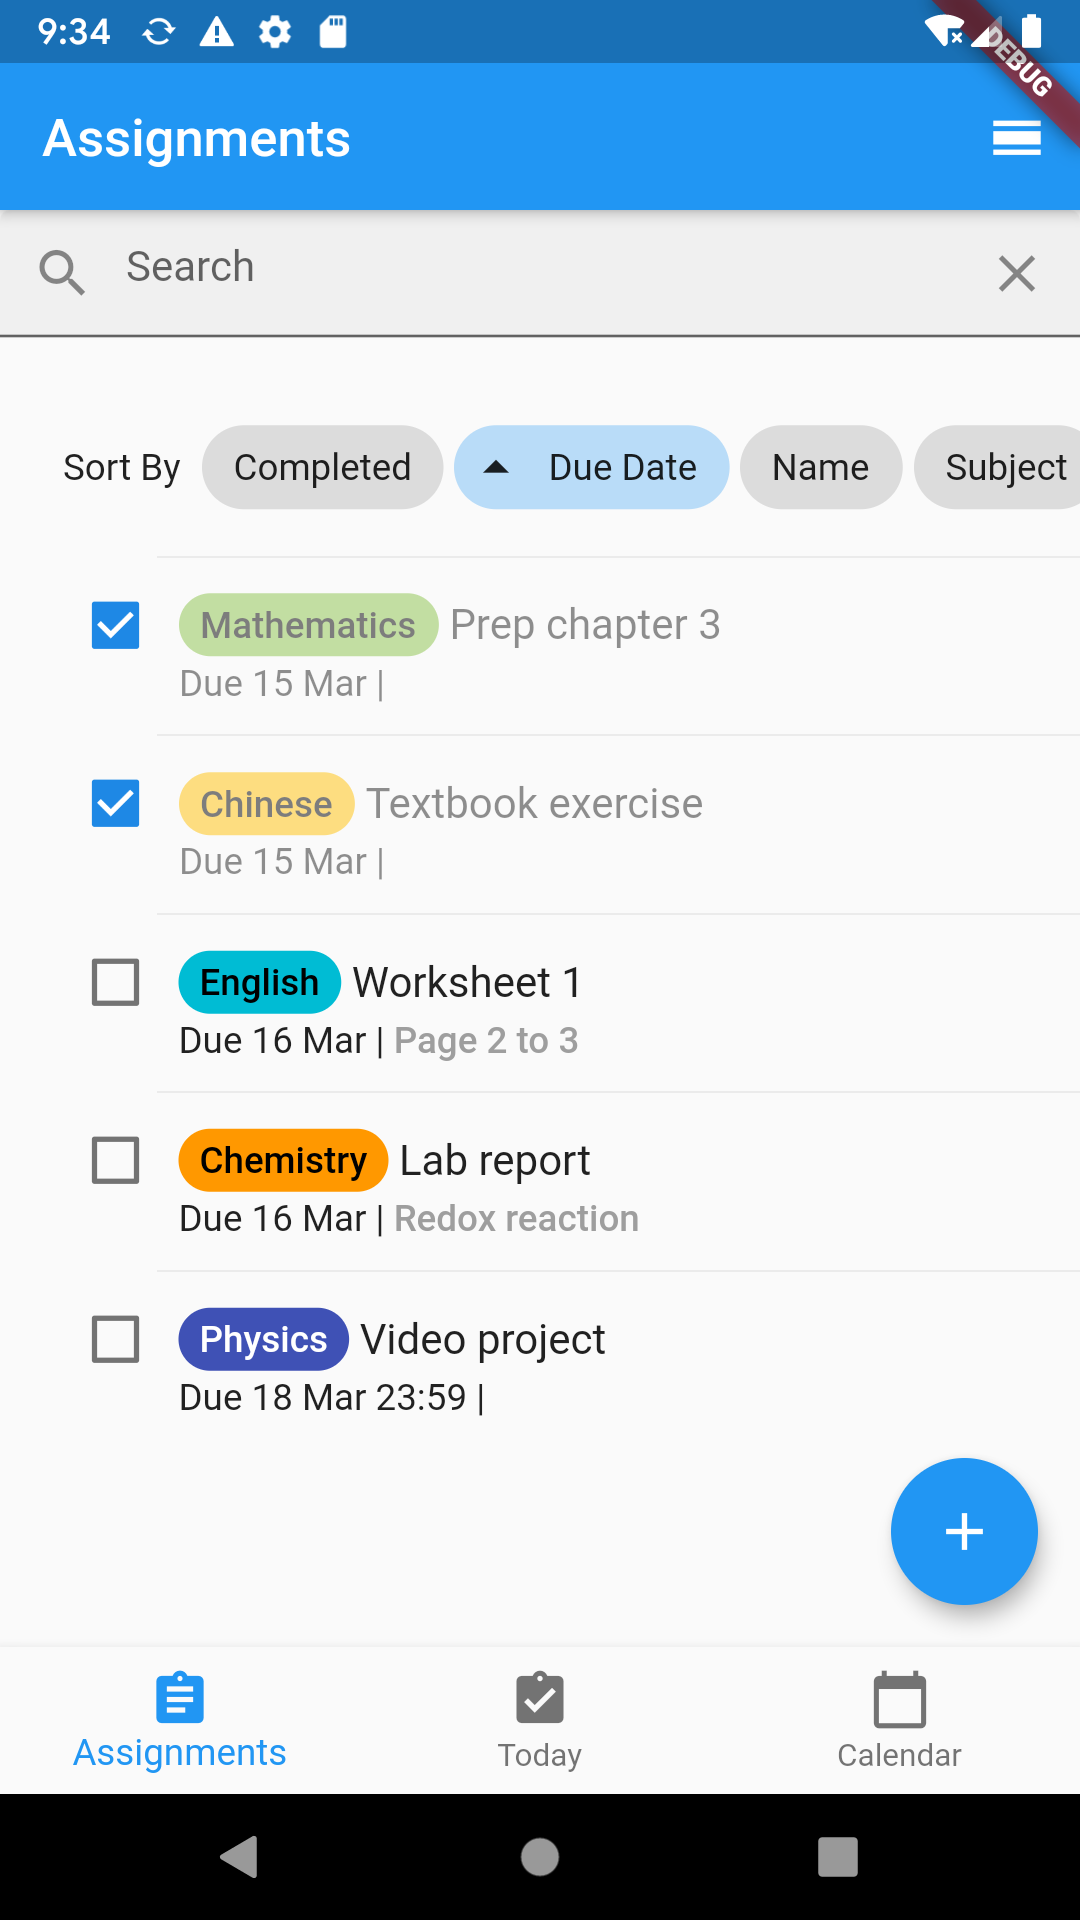 9:34
DEBUG
Assignments
Search
Sort By Completed Due Date Name Subject
Mathematics Prep chapter 3
Due 15 Mar |
Chinese Textbook exercise
Due 15 Mar |
English Worksheet 1
Due 16 Mar | Page 2 to 3
Chemistry Lab report
Due 16 Mar | Redox reaction
Physics Video project
Due 18 Mar 23:59 |
Assignments Today Calendar